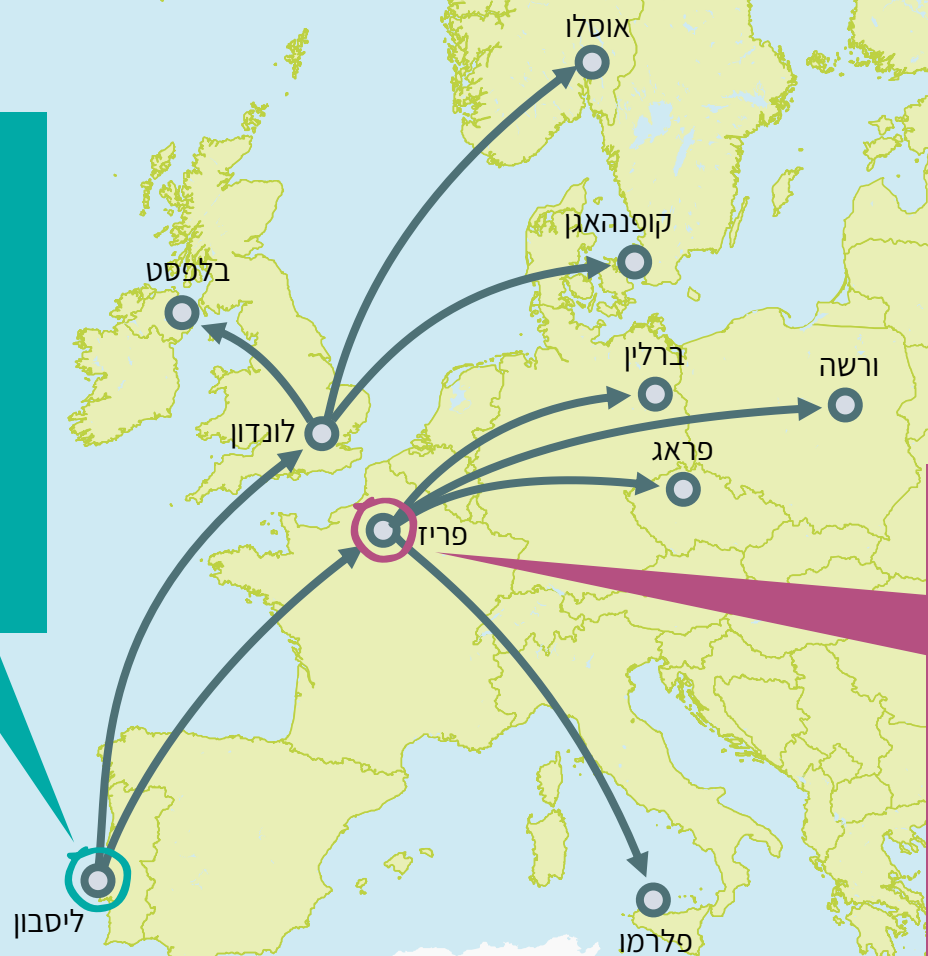 אוסלו
קופנהאגן
בלפסט
ברלין
ורשה
לונדון
פראג
פריז
ליסבון
פלרמו